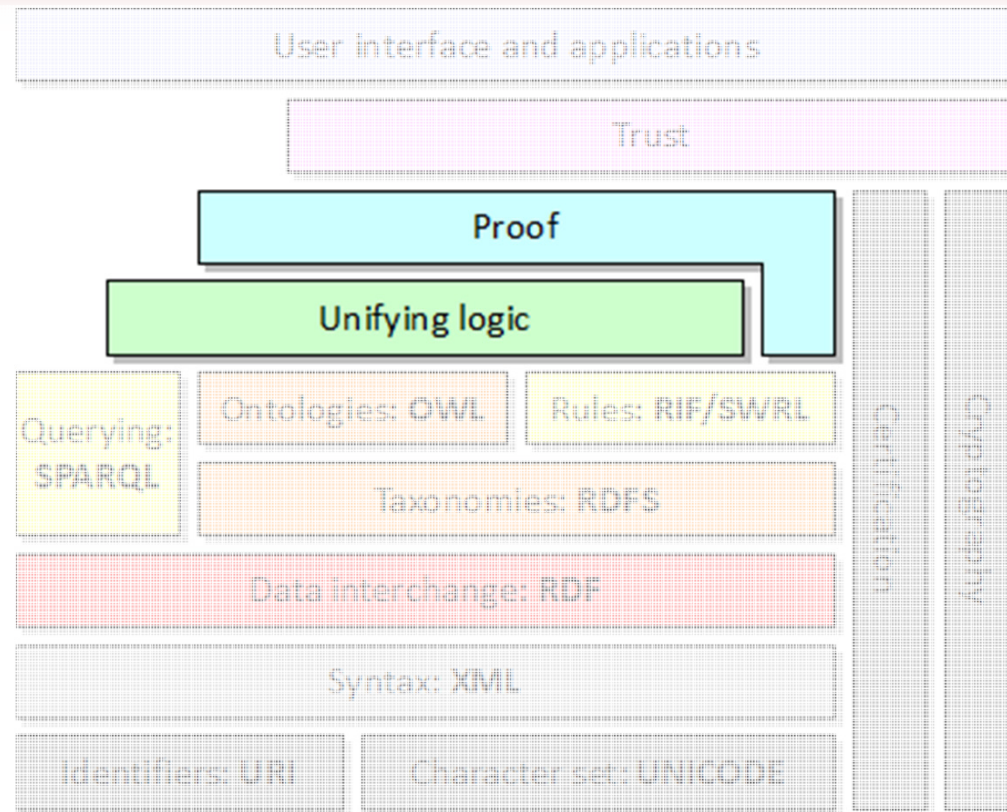 User interface and applications
Trust
Proof
Unifying logic
Querying:
SPARQL
Ontologies: OWL
Rules: RIF/SWRL
Taxonomies: RDFS
Data interchange: RDF
Syntax: XML
Identifiers: URI
Character set: UNICODE
Cryptography